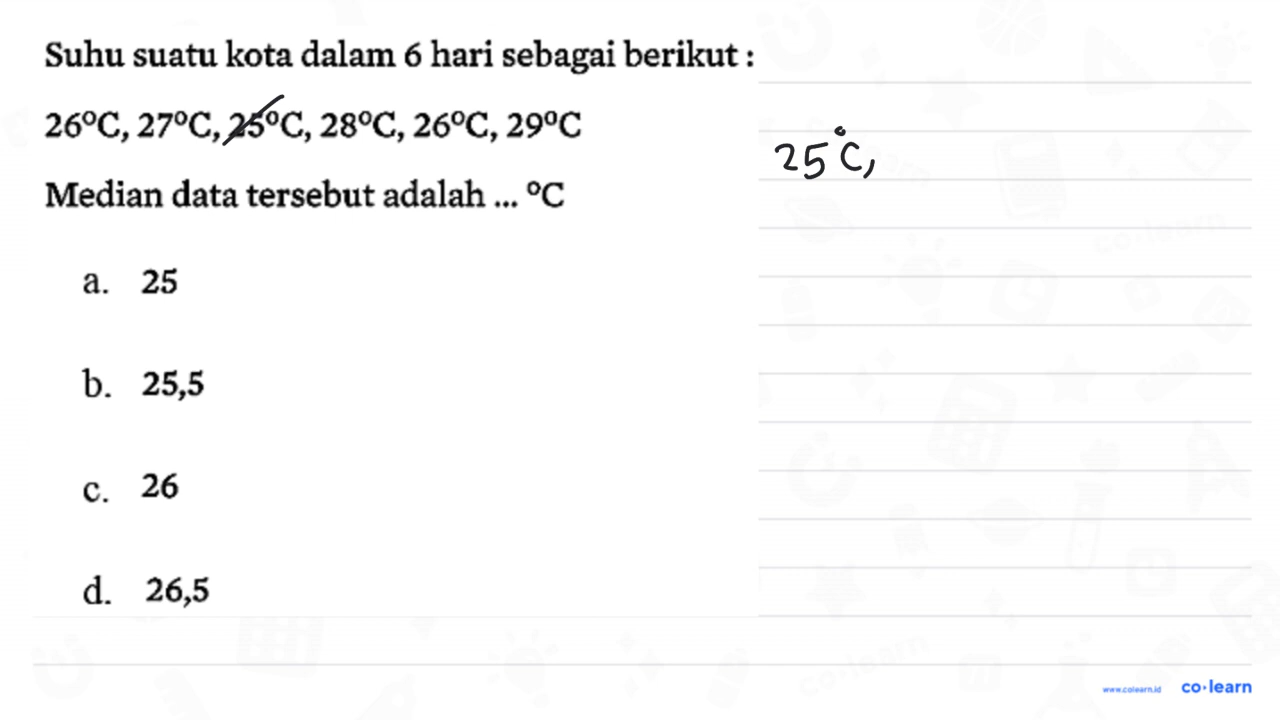 Suhu suatu kota dalam 6 hari sebagai berikut :
26°C, 27°C, 25°C, 28°C, 26°C, 29°C
25°C,
Median data tersebut adalah ... °C
a. 25
b. 25,5
c. 26
d. 26,5
www.colearn.id co·learn